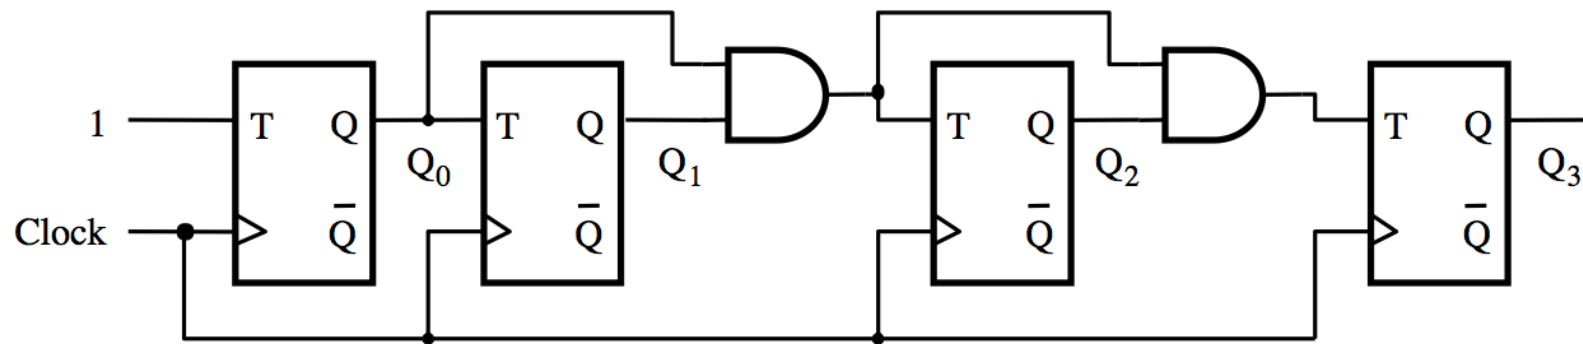 1 T Q T Q T Q T Q
Q₀ Q₁ Q₂ Q₃
Clock Q̅ Q̅ Q̅ Q̅